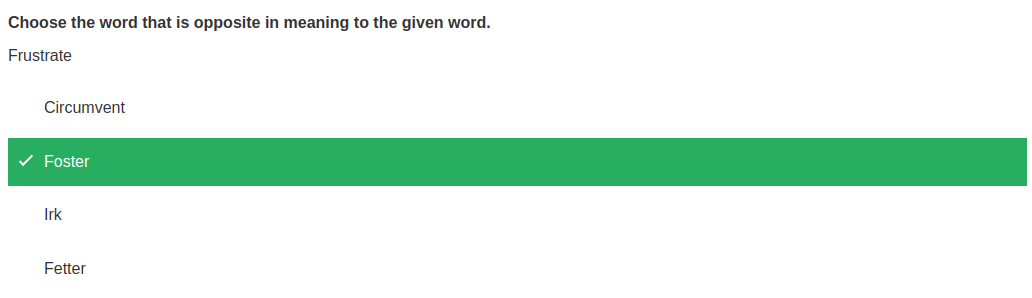 Choose the word that is opposite in meaning to the given word.
Frustrate
Circumvent
Foster
Irk
Fetter